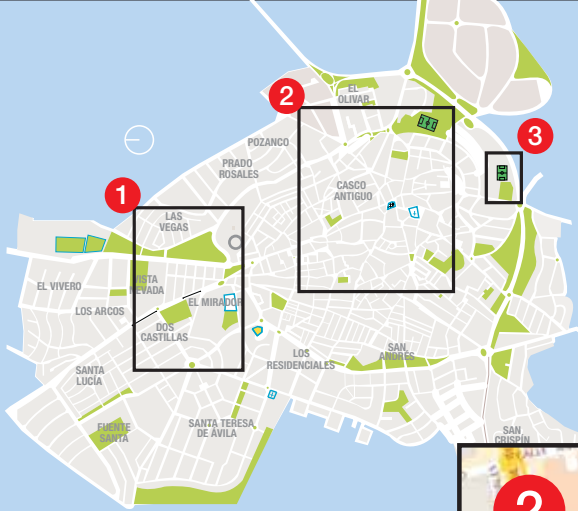 2
EL
OLIVAR
3
POZANCO
PRADO
ROSALES
CASCO
ANTIGUO
1
LAS
VEGAS
EL VIVERO
VISTA
NEVADA
EL MIRADOR
LOS ARCOS
DOS
CASTILLAS
SAN
ANDRÉS
LOS
RESIDENCIALES
SANTA
LUCÍA
FUENTE
SANTA
SANTA TERESA
DE ÁVILA
SAN
CRISPÍN
2